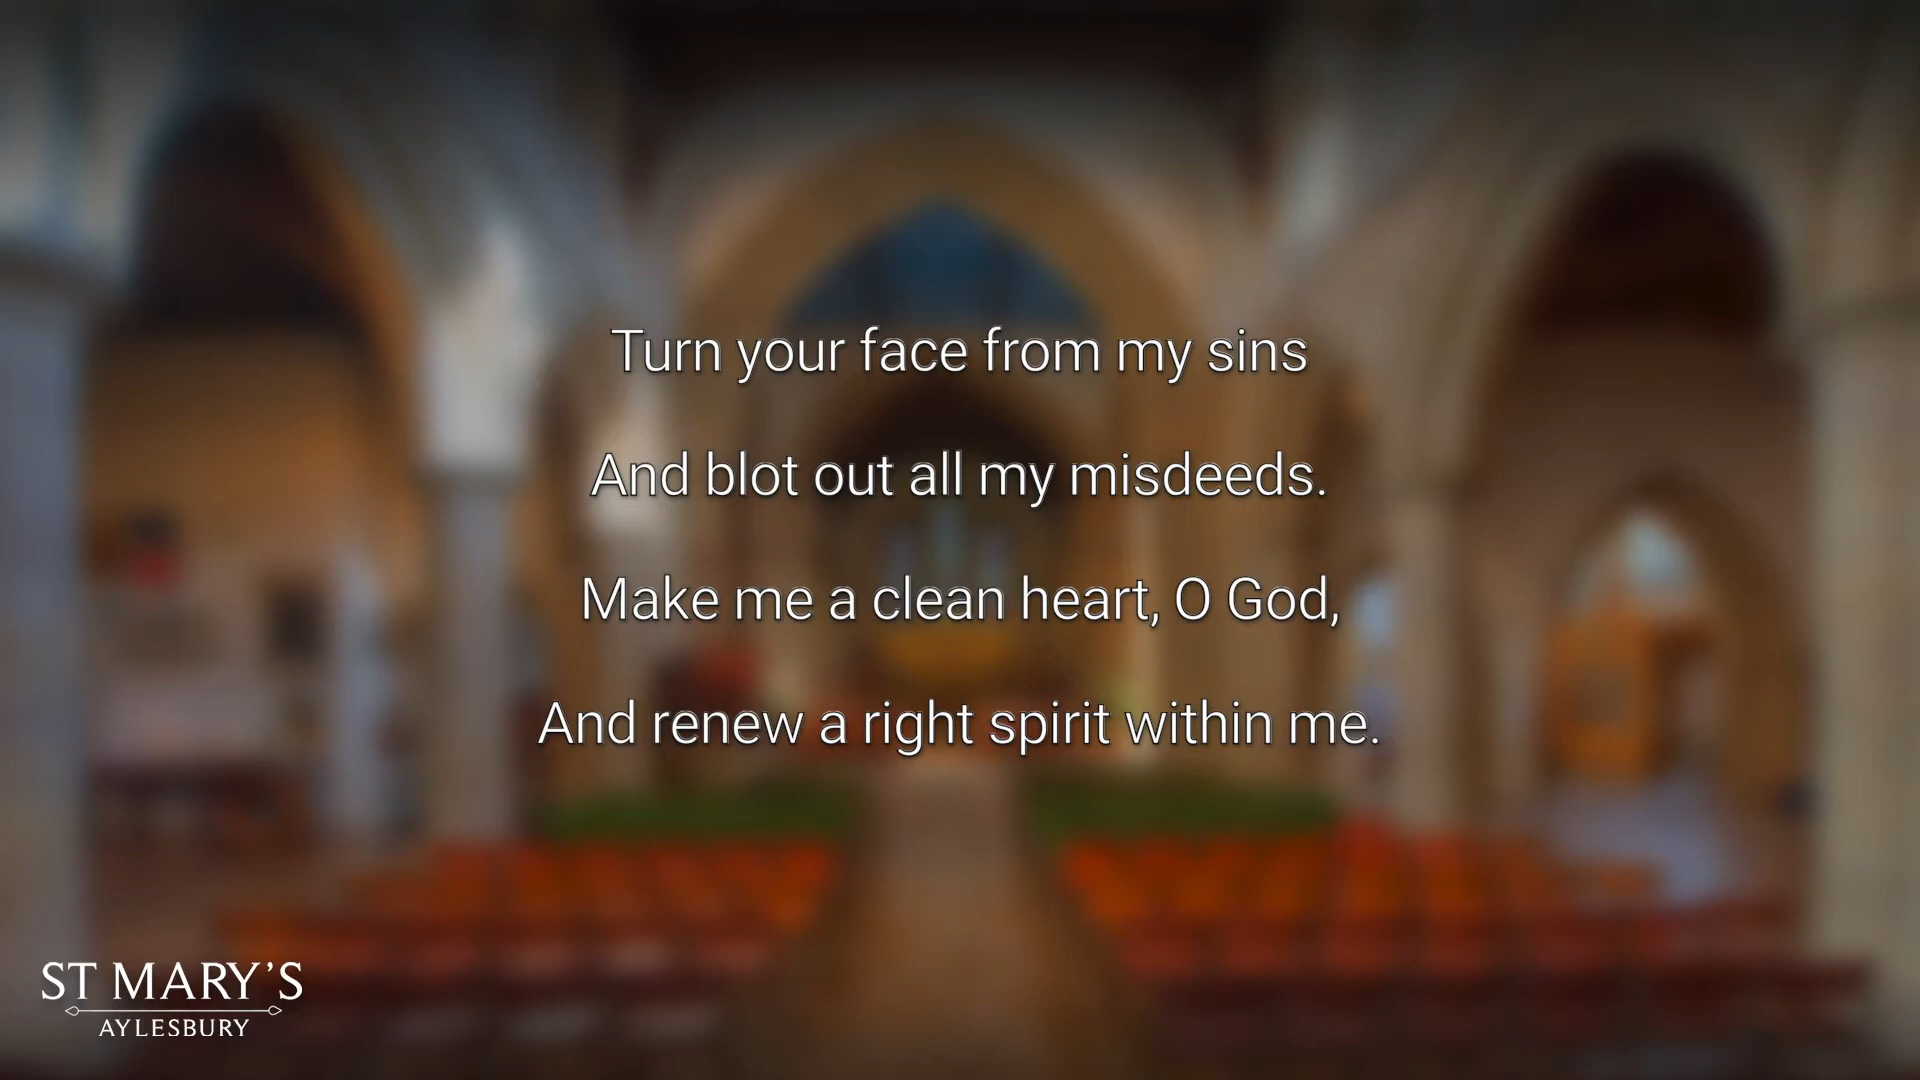 Turn your face from my sins
And blot out all my misdeeds.
Make me a clean heart, O God,
And renew a right spirit within me.
ST MARY'S
AYLESBURY